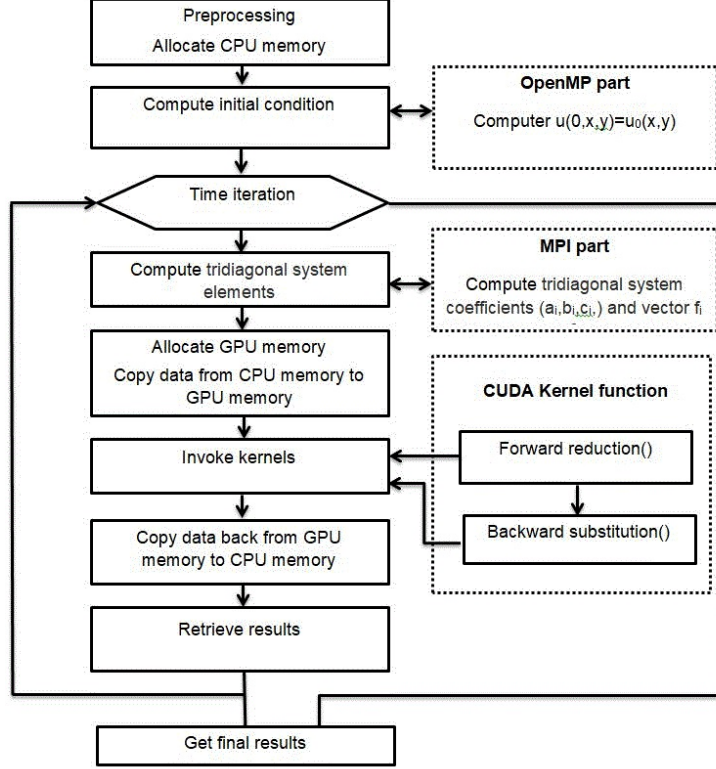 Preprocessing
Allocate CPU memory
Compute initial condition
OpenMP part
Computer u(0,x,y)=u₀(x,y)
Time iteration
Compute tridiagonal system
elements
MPI part
Compute tridiagonal system
coefficients (aᵢ,bᵢ,cᵢ,) and vector fᵢ
Allocate GPU memory
Copy data from CPU memory to
GPU memory
CUDA Kernel function
Invoke kernels
Forward reduction()
Backward substitution()
Copy data back from GPU
memory to CPU memory
Retrieve results
Get final results